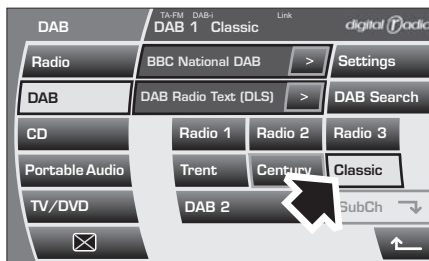 TA-FM DAB-i Link
DAB DAB 1 Classic digital radio
Radio BBC National DAB > Settings
DAB DAB Radio Text (DLS) > DAB Search
CD Radio 1 Radio 2 Radio 3
Portable Audio Trent Century Classic
TV/DVD DAB 2 SubCh